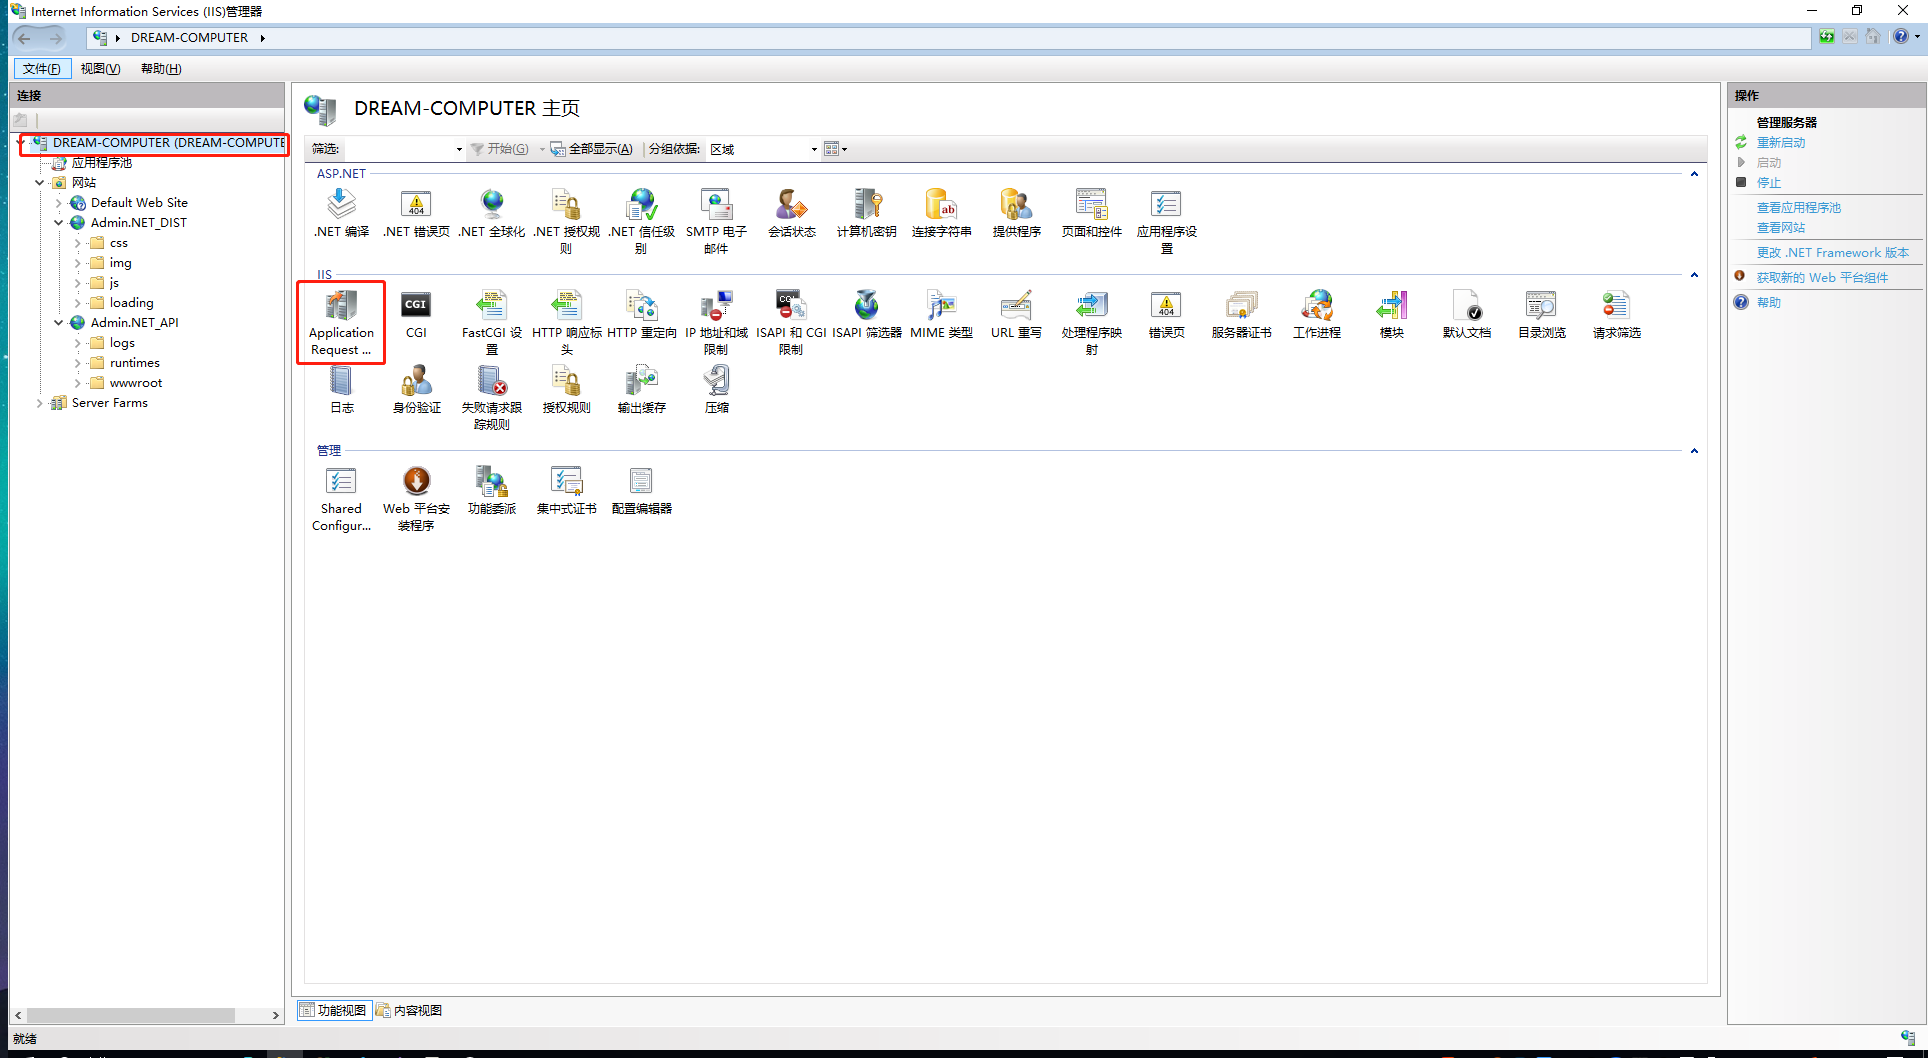 Internet Information Services (IIS)管理器
DREAM-COMPUTER
文件(F) 视图(V) 帮助(H)
连接
DREAM-COMPUTER (DREAM-COMPUTE
应用程序池
网站
Default Web Site
Admin.NET_DIST
css
img
js
loading
Admin.NET_API
logs
runtimes
wwwroot
Server Farms
DREAM-COMPUTER 主页
筛选: 开始(G) 全部显示(A) 分组依据: 区域
ASP.NET
.NET 编译
.NET 错误页
.NET 全球化
.NET 授权规
则
.NET 信任级
别
SMTP 电子
邮件
会话状态
计算机密钥
连接字符串
提供程序
页面和控件
应用程序设
置
IIS
Application
Request ...
CGI
CGI
FastCGI 设
置
HTTP 响应标
头
HTTP 重定向
IP 地址和域
限制
ISAPI 和 CGI
限制
ISAPI 筛选器
MIME 类型
URL 重写
处理程序映
射
错误页
服务器证书
工作进程
模块
默认文档
目录浏览
请求筛选
日志
身份验证
失败请求跟
踪规则
授权规则
输出缓存
压缩
管理
Shared
Configur...
Web 平台安
装程序
功能委派
集中式证书
配置编辑器
功能视图 内容视图
操作
管理服务器
重新启动
启动
停止
查看应用程序池
查看网站
更改 .NET Framework 版本
获取新的 Web 平台组件
帮助
就绪